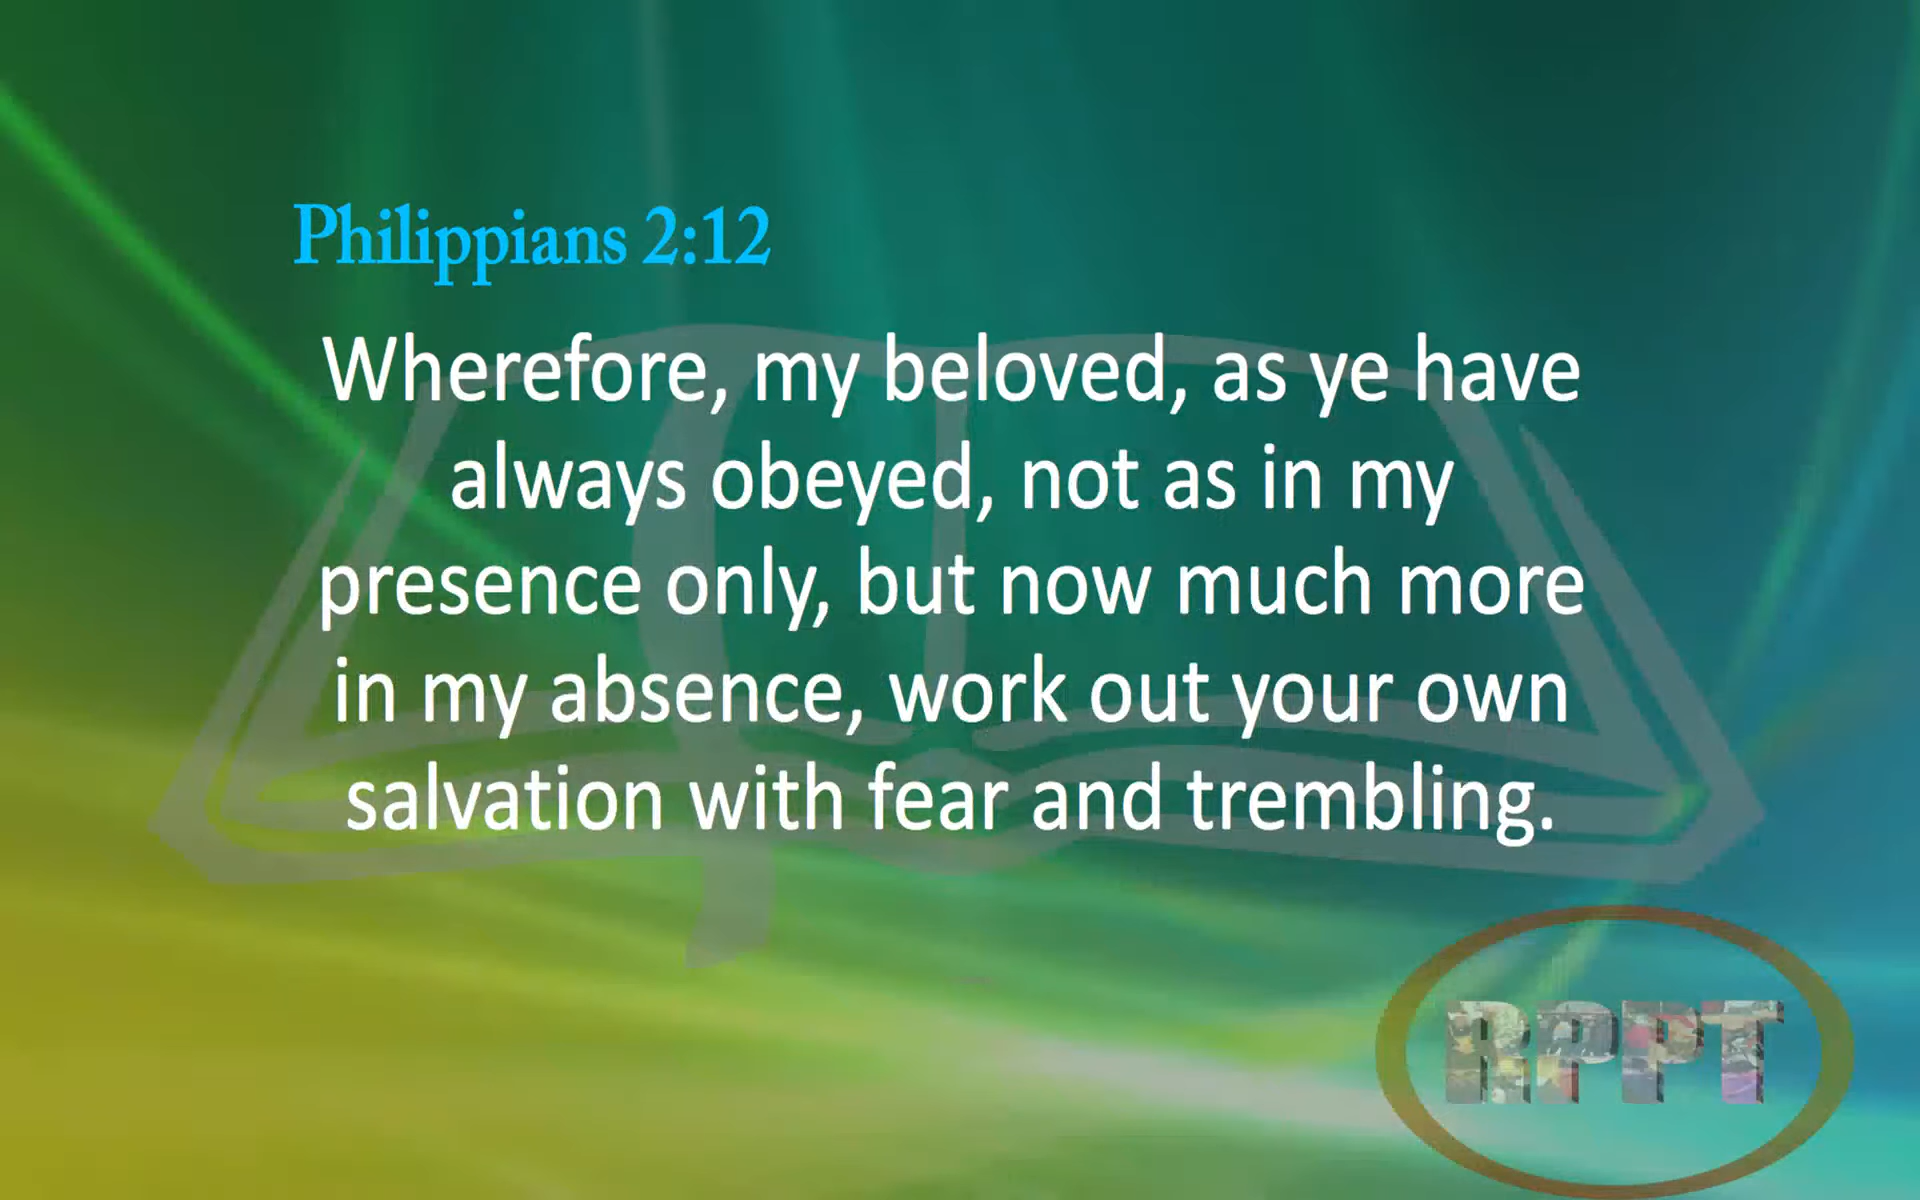 Philippians 2:12
Wherefore, my beloved, as ye have
always obeyed, not as in my
presence only, but now much more
in my absence, work out your own
salvation with fear and trembling.
RPPT